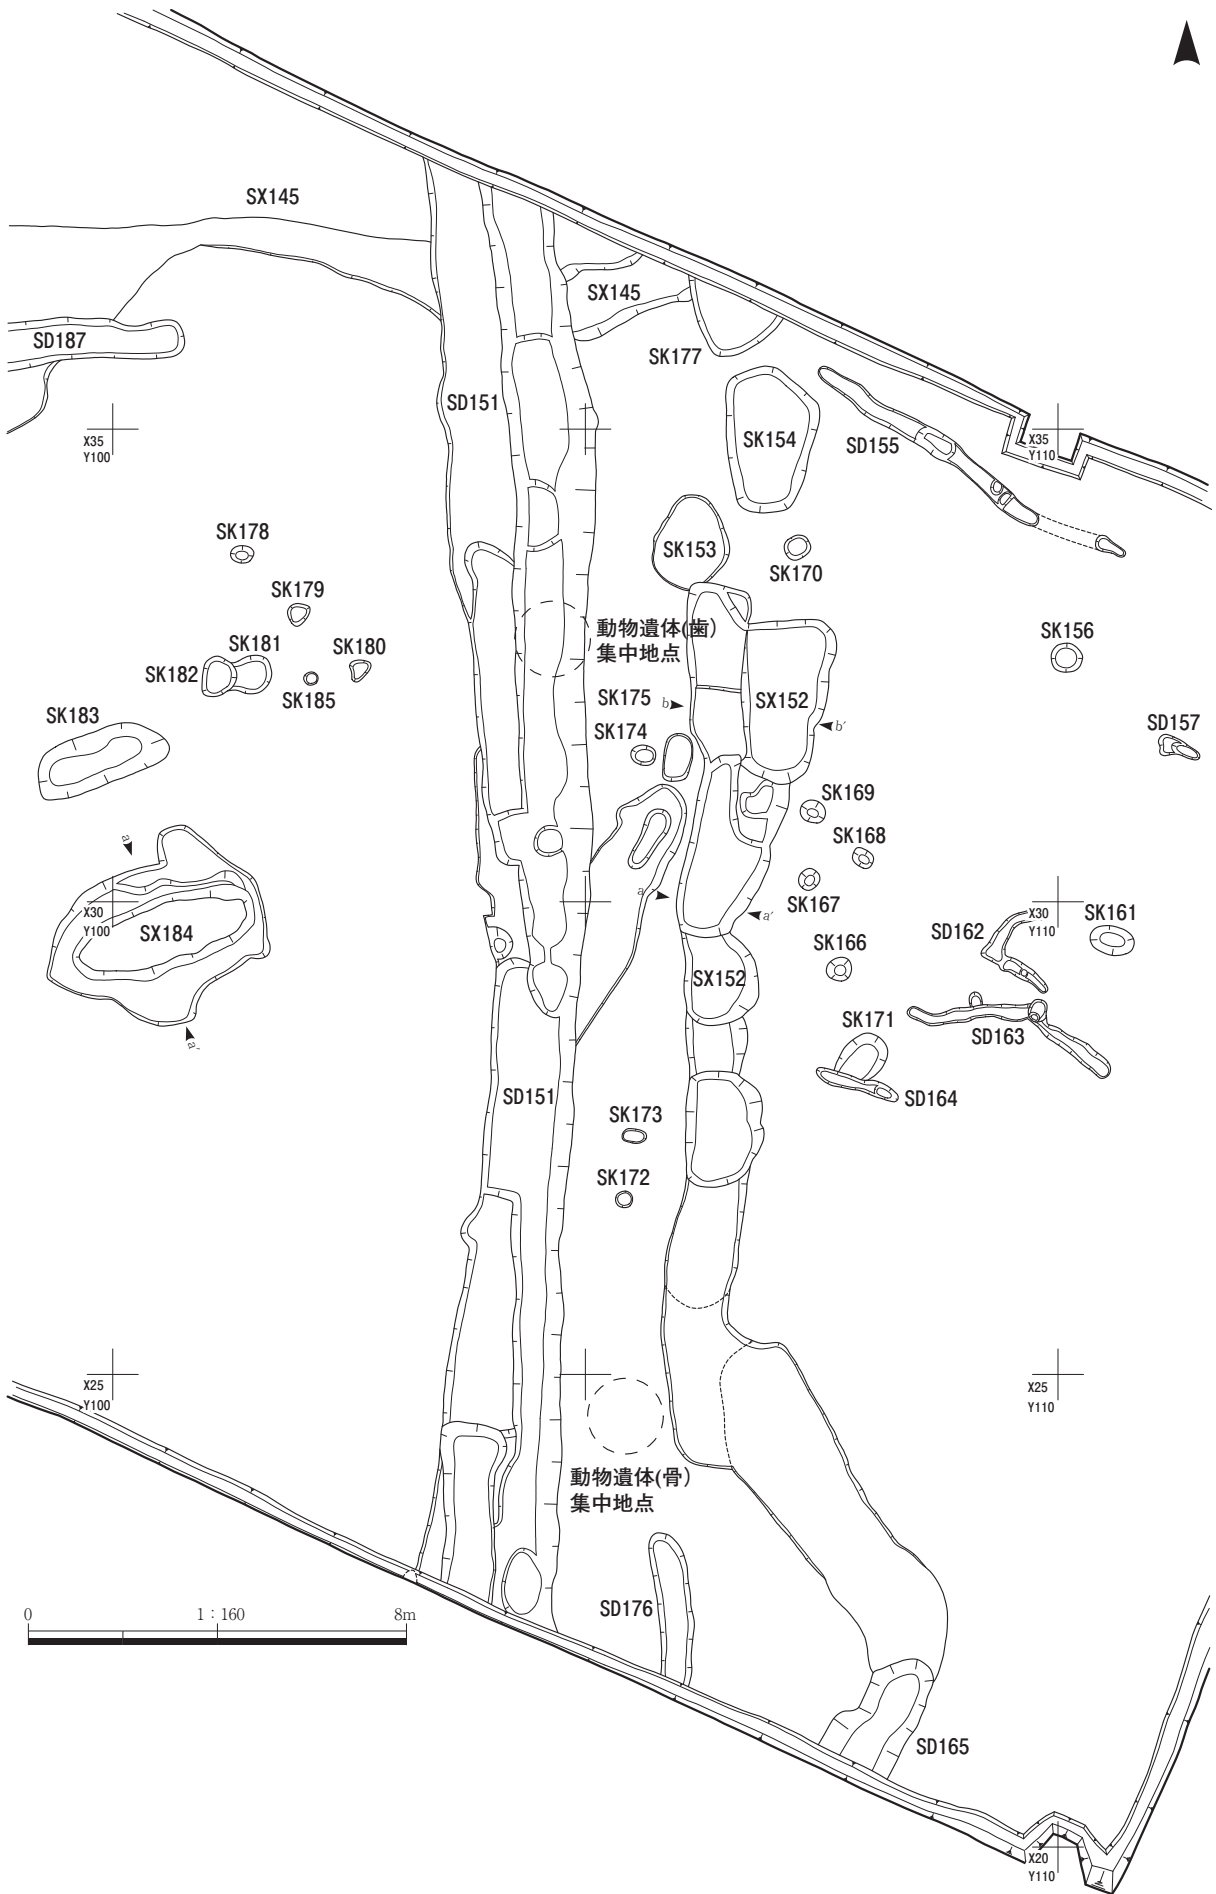 SX145
SX145
SD187
SK177
SD151
SK154
SD155
X35
Y100
X35
Y110
SK178
SK153
SK170
SK179
動物遺体(歯)
集中地点
SK156
SK181
SK180
SK182
SK185
SK175
b
SX152
b′
SK183
SK174
SD157
SK169
a
SK168
a
a′
SK167
X30
Y100
X30
Y110
SK161
SX184
SD162
SK166
SX152
SK171
SD163
a′
SD151
SD164
SK173
SK172
X25
Y100
X25
Y110
動物遺体(骨)
集中地点
SD176
0 1：160 8m
SD165
X20
Y110